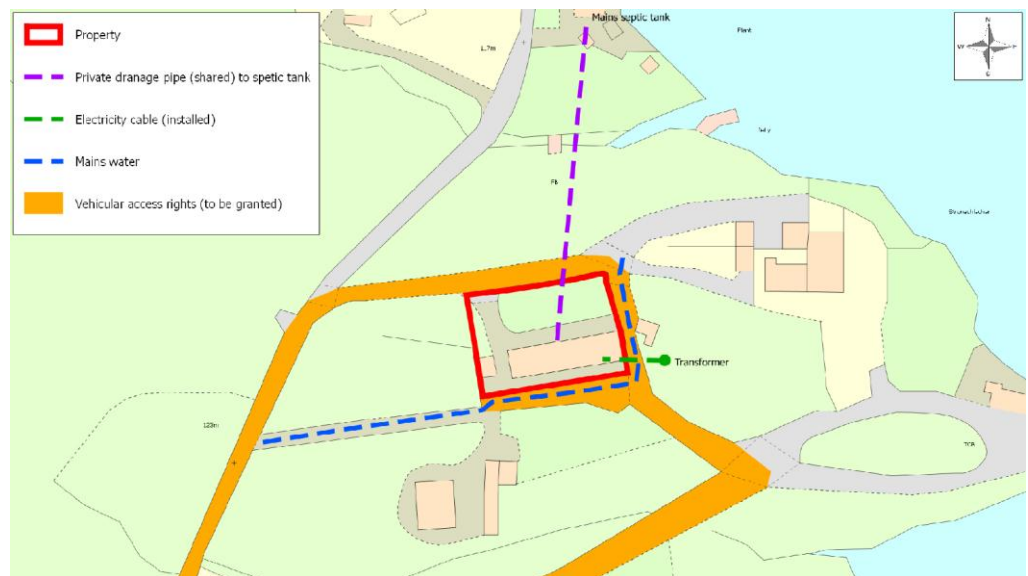 Mains septic tank
Property
Private dranage pipe (shared) to spetic tank
Electricity cable (installed)
Mains water
Vehicular access rights (to be granted)
N
W
Plant
FB
Transformer
123m
TCB